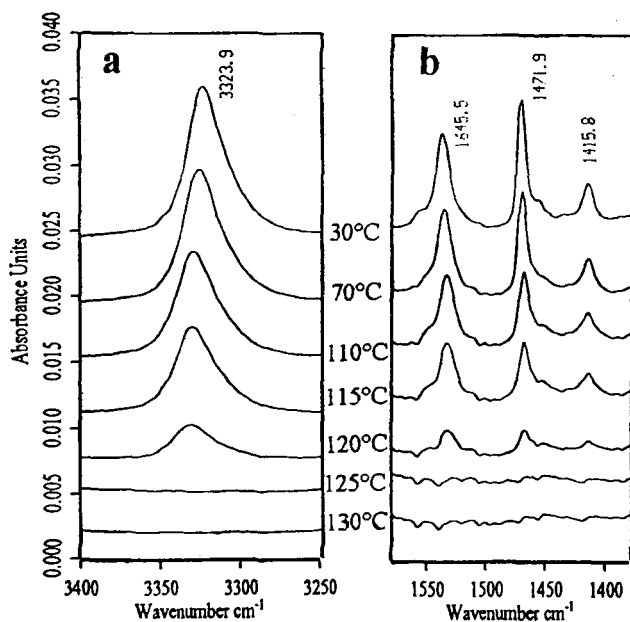 a
b
3323.9
1645.5
1471.9
1415.8
0.040
0.035
0.030
0.025
0.020
0.015
0.010
0.005
0.000
Absorbance Units
30°C
70°C
110°C
115°C
120°C
125°C
130°C
3400 3350 3300 3250
1550 1500 1450 1400
Wavenumber cm⁻¹
Wavenumber cm⁻¹